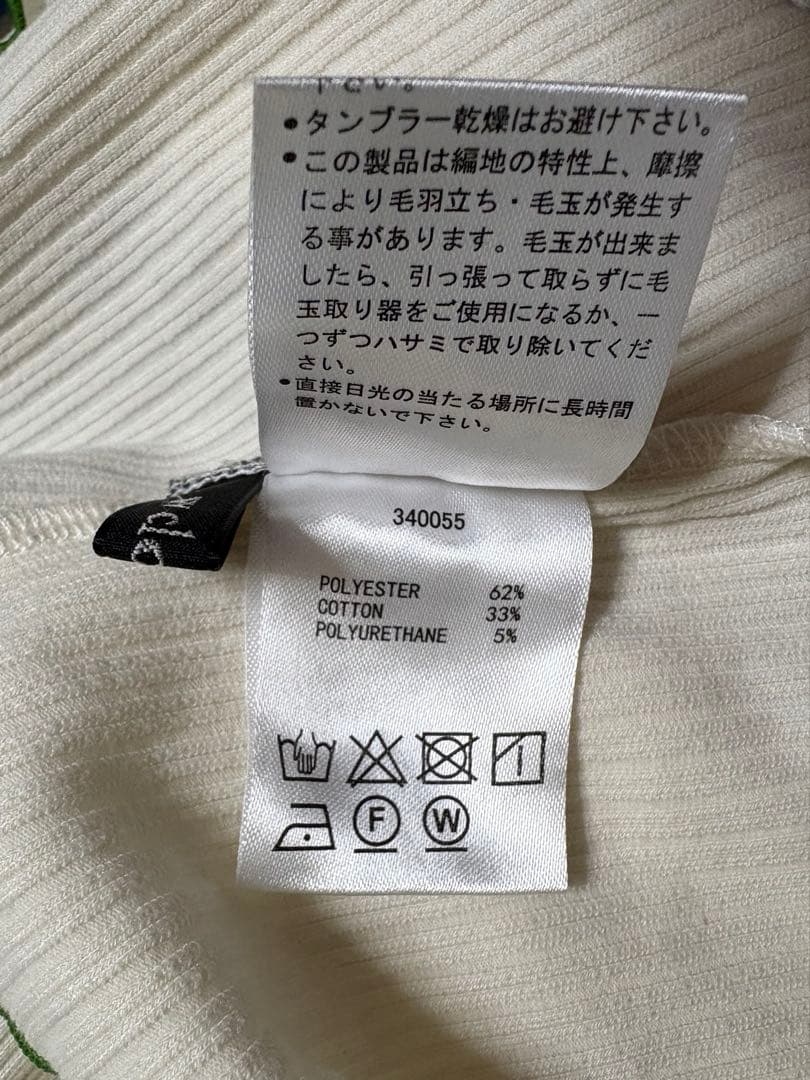 下さい。
•タンブラー乾燥はお避け下さい。
•この製品は編地の特性上、摩擦
により毛羽立ち・毛玉が発生す
る事があります。毛玉が出来ま
したら、引っ張って取らずに毛
玉取り器をご使用になるか、一
つずつハサミで取り除いてくだ
さい。
•直接日光の当たる場所に長時間
置かないで下さい。
340055
POLYESTER 62%
COTTON 33%
POLYURETHANE 5%
F W